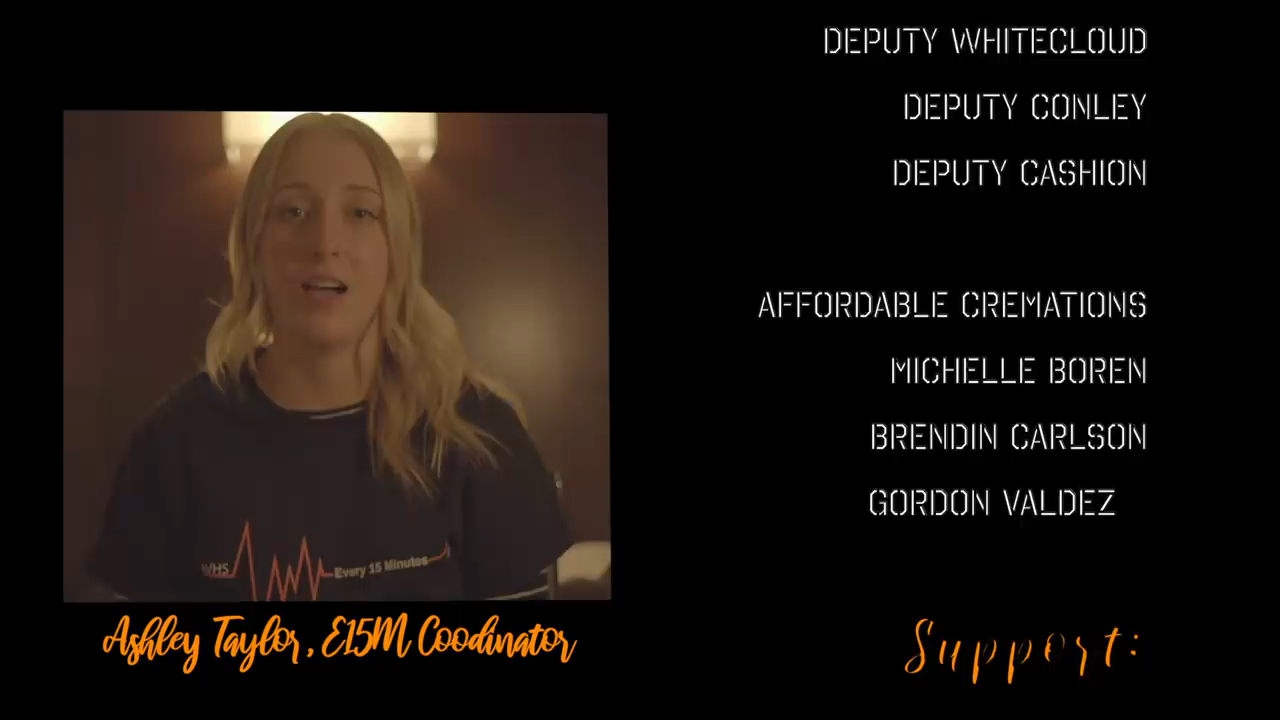 DEPUTY WHITECLOUD
DEPUTY CONLEY
DEPUTY CASHION
AFFORDABLE CREMATIONS
MICHELLE BOREN
BRENDIN CARLSON
GORDON VALDEZ
VHS Every 15 Minutes
Ashley Taylor, E15M Coodinator
Support: